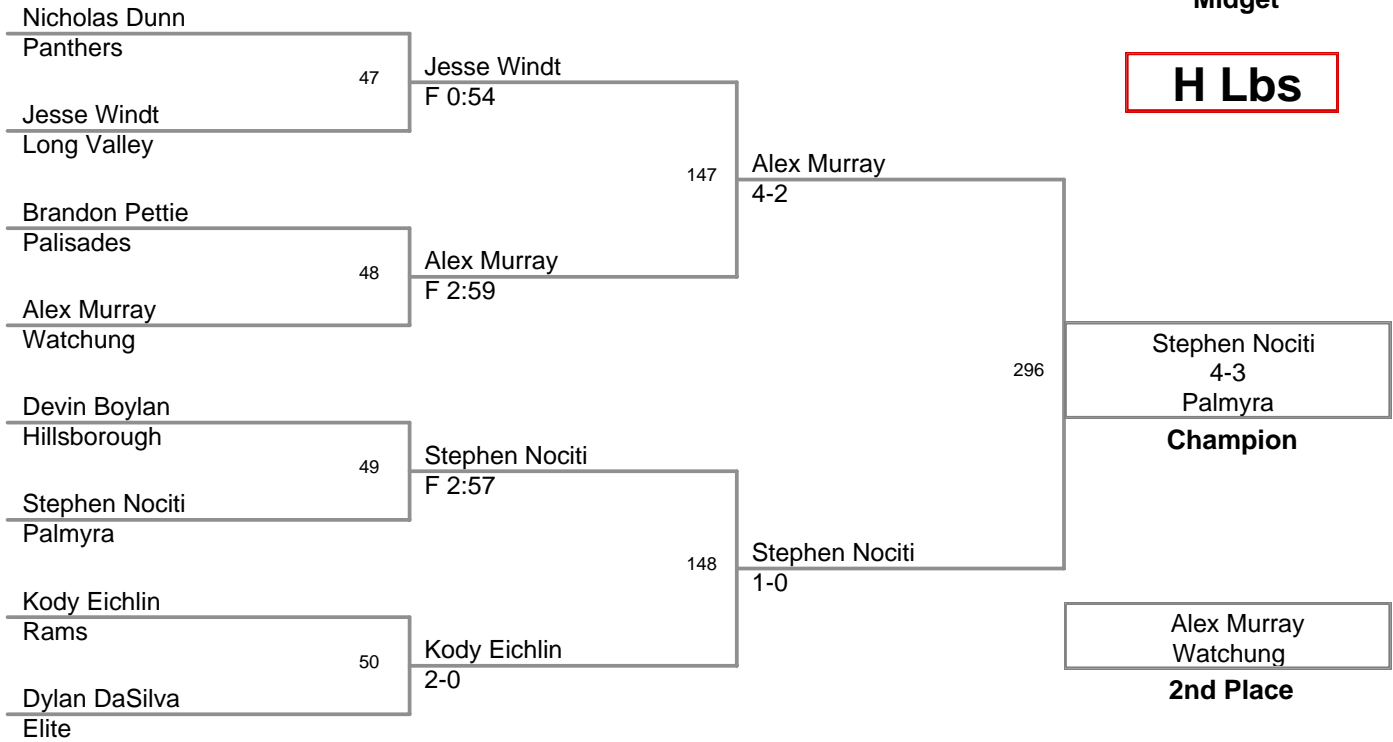 Midget
H Lbs
Nicholas Dunn
Panthers
47
Jesse Windt
Long Valley
Jesse Windt
F 0:54
Brandon Pettie
Palisades
48
Alex Murray
Watchung
Alex Murray
F 2:59
147
Alex Murray
4-2
Devin Boylan
Hillsborough
49
Stephen Nociti
Palmyra
Stephen Nociti
F 2:57
Kody Eichlin
Rams
50
Dylan DaSilva
Elite
Kody Eichlin
2-0
148
Stephen Nociti
1-0
296
Stephen Nociti
4-3
Palmyra
Champion
Alex Murray
Watchung
2nd Place